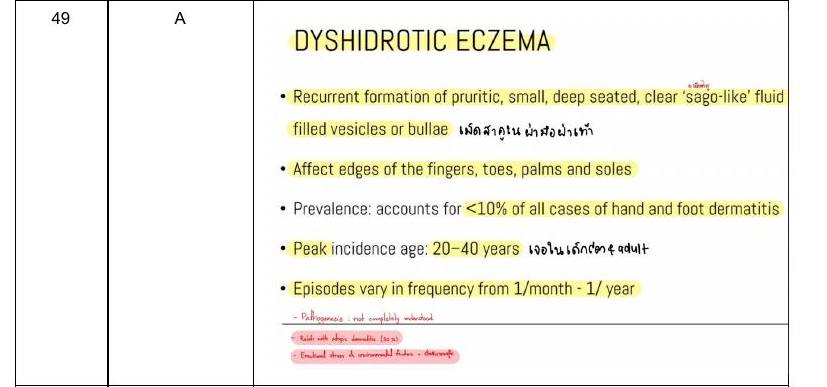 49
A
DYSHIDROTIC ECZEMA
• Recurrent formation of pruritic, small, deep seated, clear ‘sago-like’ fluid
filled vesicles or bullae เม็ดสาคูใน ฝ่ามือฝ่าเท้า
• Affect edges of the fingers, toes, palms and soles
• Prevalence: accounts for <10% of all cases of hand and foot dermatitis
• Peak incidence age: 20–40 years เจอใน เด็กโต & adult
• Episodes vary in frequency from 1/month - 1/ year
- Pathogenesis : not completely understood
- Relate with atopic dermatitis (50 %)
- Emotional stress & environmental factors